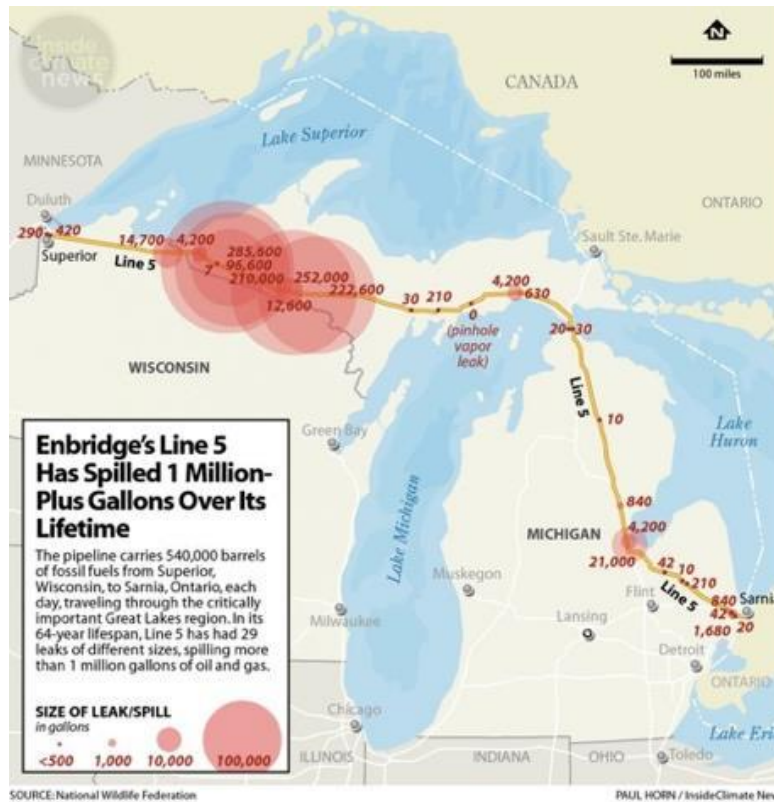 inside
climate
news
N
100 miles
CANADA
Lake Superior
MINNESOTA
ONTARIO
Duluth
Sault Ste. Marie
290
420
Superior
14,700
4,200
Line 5
7
285,600
96,600
210,000
252,000
222,600
12,600
30
210
0
(pinhole
vapor
leak)
4,200
630
20
30
WISCONSIN
Line 5
10
Green Bay
Lake
Huron
Lake Michigan
840
MICHIGAN
4,200
21,000
42
10
210
Line 5
840
42
1,680
20
Sarnia
Muskegon
Flint
Lansing
Milwaukee
Detroit
ONTARIO
Chicago
Lake Erie
ILLINOIS
INDIANA
OHIO
Toledo
Enbridge's Line 5
Has Spilled 1 Million-
Plus Gallons Over Its
Lifetime
The pipeline carries 540,000 barrels
of fossil fuels from Superior,
Wisconsin, to Sarnia, Ontario, each
day, traveling through the critically
important Great Lakes region. In its
64-year lifespan, Line 5 has had 29
leaks of different sizes, spilling more
than 1 million gallons of oil and gas.
SIZE OF LEAK/SPILL
in gallons
<500
1,000
10,000
100,000
SOURCE: National Wildlife Federation
PAUL HORN / InsideClimate New